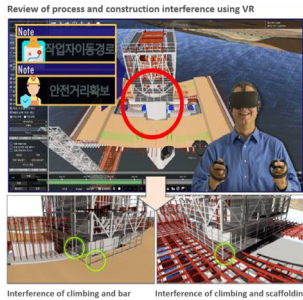 Review of process and construction interference using VR
Note
작업자이동경로
Note
안전거리확보
Interference of climbing and bar
Interference of climbing and scaffoldin